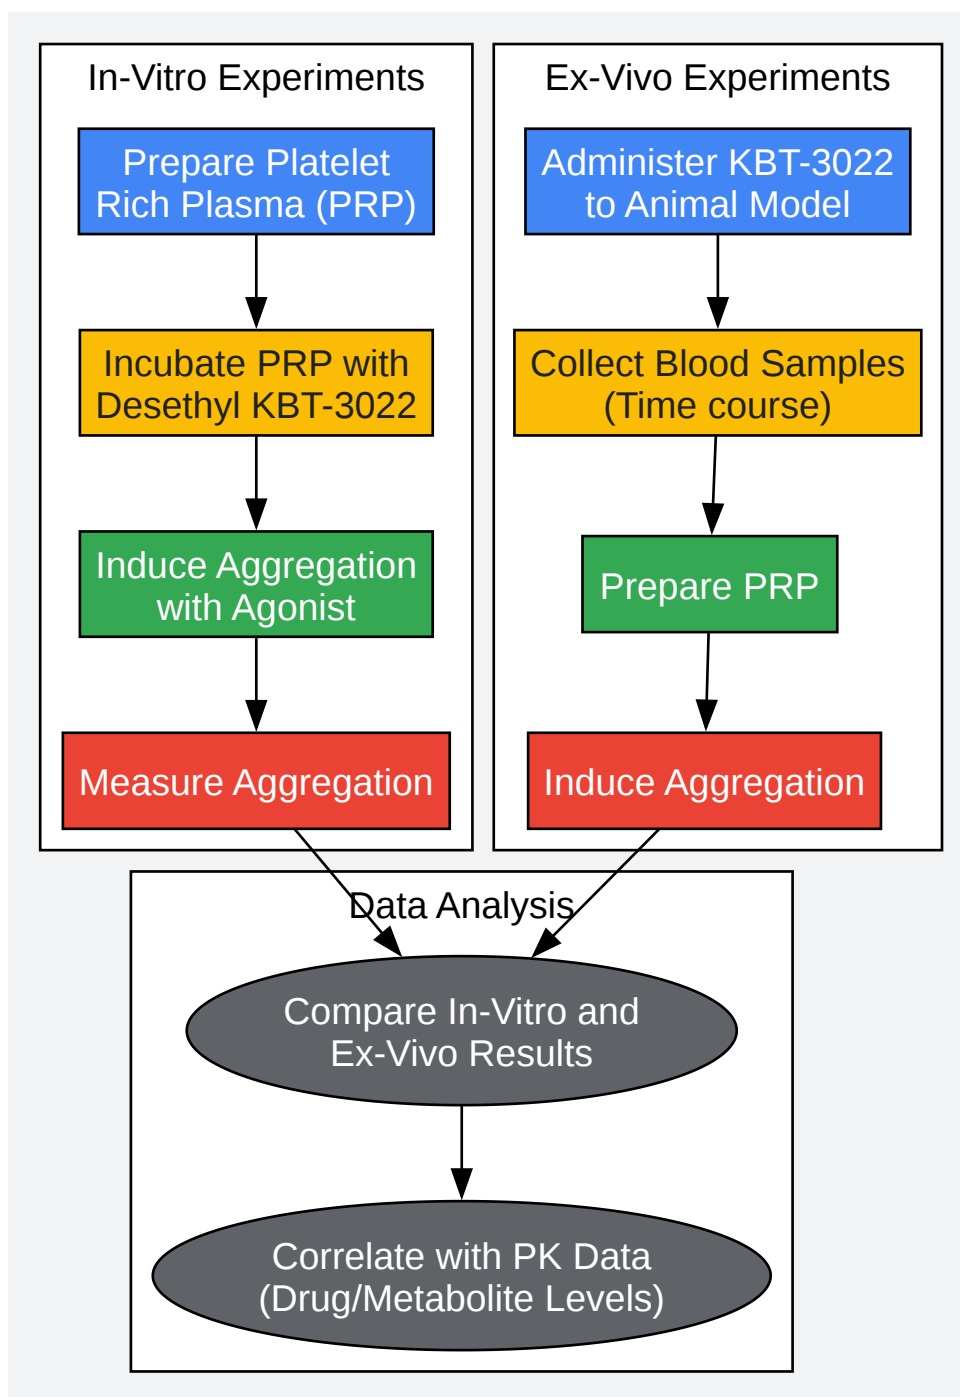 In-Vitro Experiments
Prepare Platelet
Rich Plasma (PRP)
Incubate PRP with
Desethyl KBT-3022
Induce Aggregation
with Agonist
Measure Aggregation
Ex-Vivo Experiments
Administer KBT-3022
to Animal Model
Collect Blood Samples
(Time course)
Prepare PRP
Induce Aggregation
Data Analysis
Compare In-Vitro and
Ex-Vivo Results
Correlate with PK Data
(Drug/Metabolite Levels)